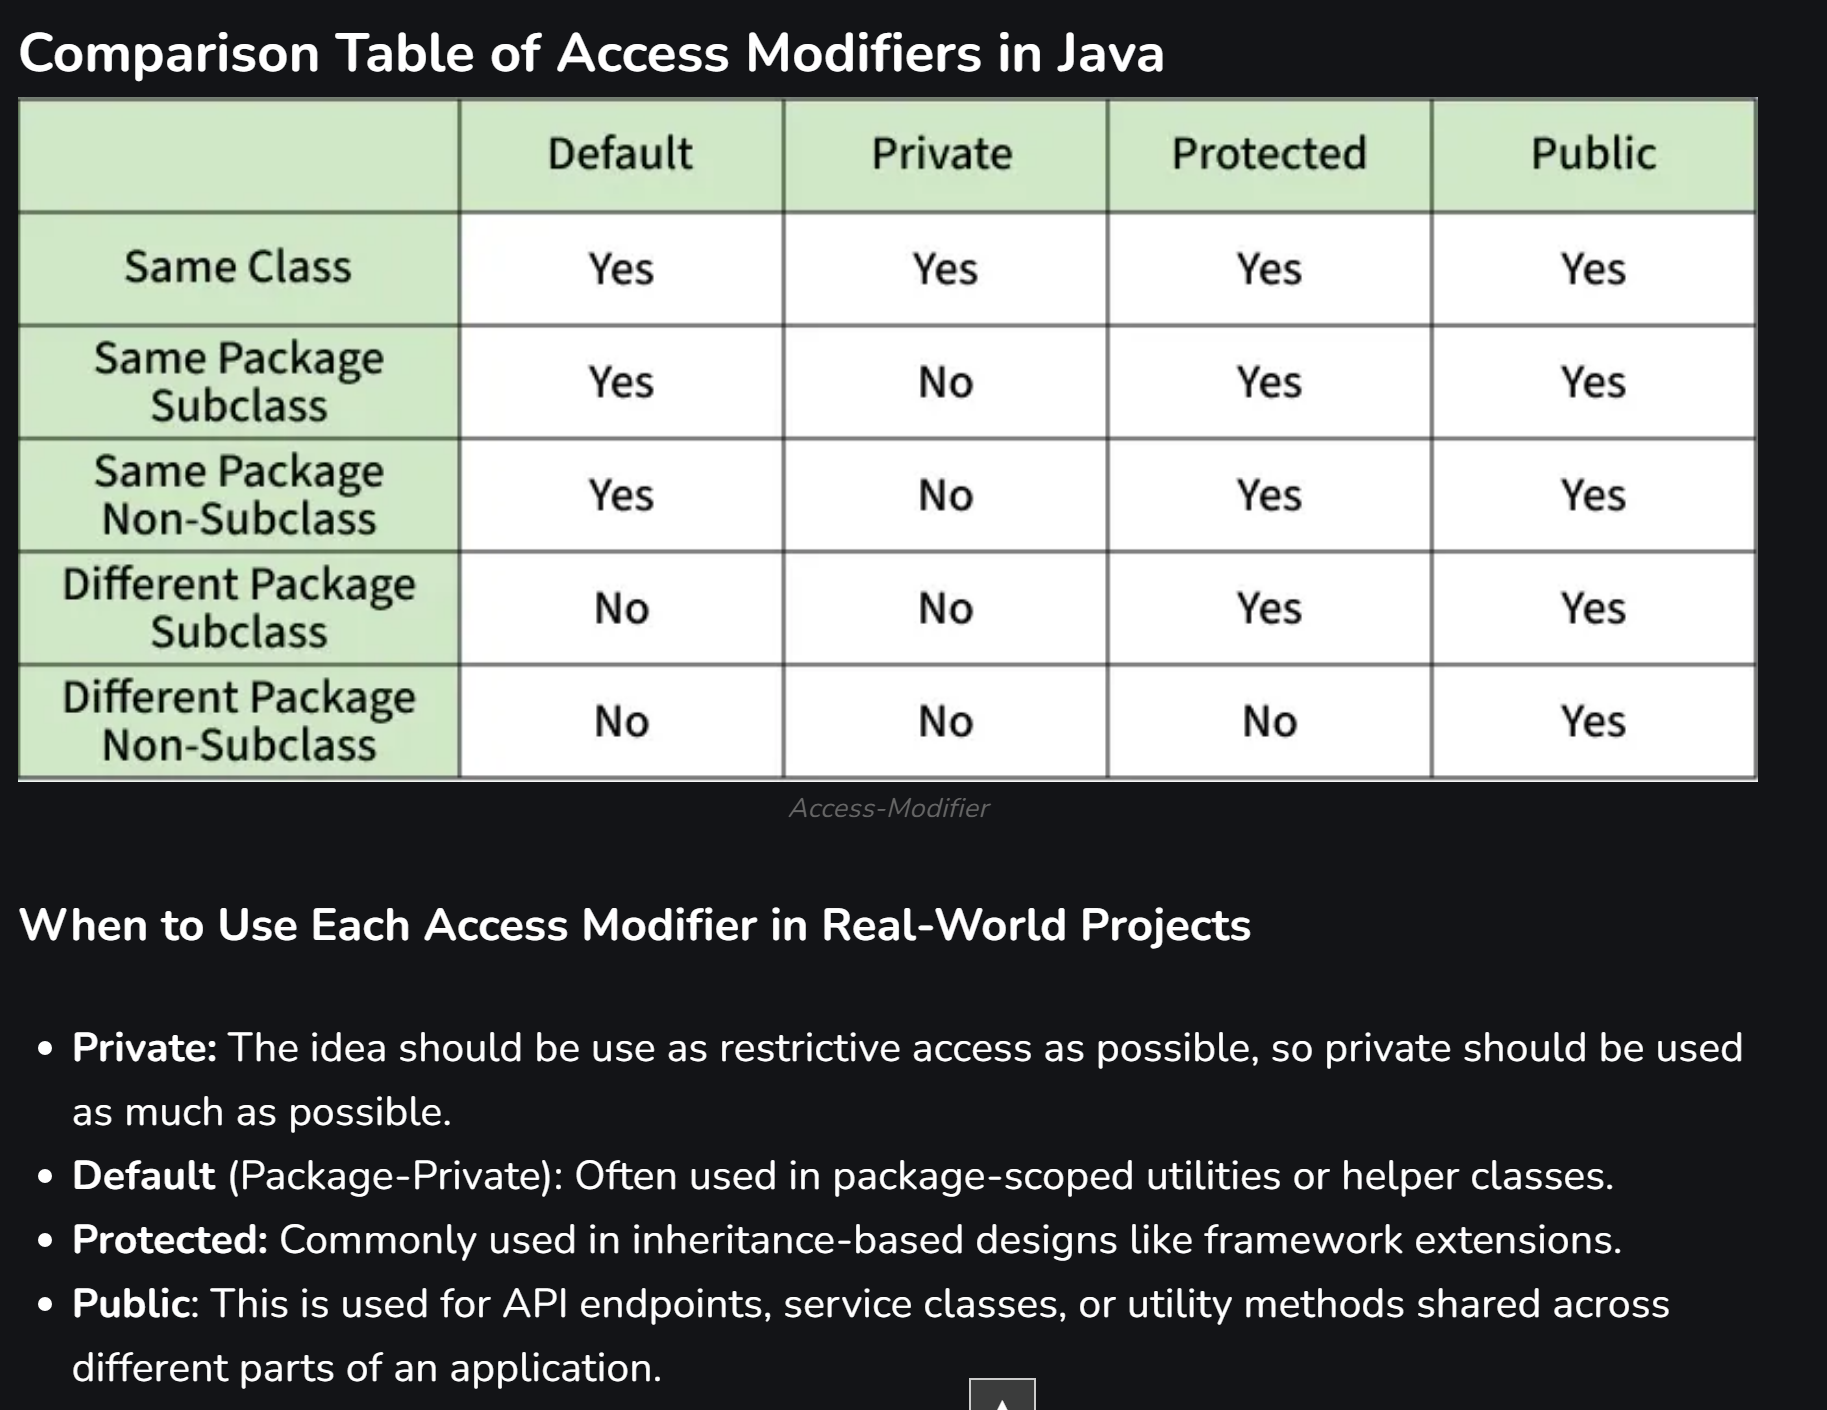 Comparison Table of Access Modifiers in Java
Default Private Protected Public
Same Class Yes Yes Yes Yes
Same Package
Subclass Yes No Yes Yes
Same Package
Non-Subclass Yes No Yes Yes
Different Package
Subclass No No Yes Yes
Different Package
Non-Subclass No No No Yes
Access-Modifier
When to Use Each Access Modifier in Real-World Projects
• Private: The idea should be use as restrictive access as possible, so private should be used
as much as possible.
• Default (Package-Private): Often used in package-scoped utilities or helper classes.
• Protected: Commonly used in inheritance-based designs like framework extensions.
• Public: This is used for API endpoints, service classes, or utility methods shared across
different parts of an application.